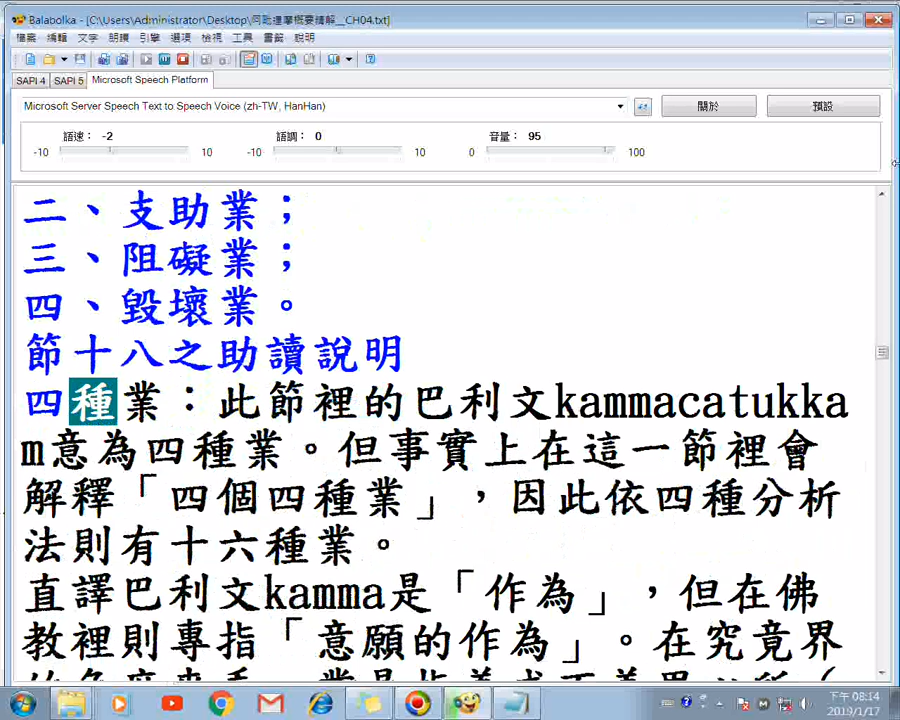 Balabolka - [C:\Users\Administrator\Desktop\阿毗達摩概要精解__CH04.txt]
檔案 編輯 文字 朗讀 引擎 選項 檢視 工具 書籤 說明
SAPI 4 SAPI 5 Microsoft Speech Platform
Microsoft Server Speech Text to Speech Voice (zh-TW, HanHan) 關於 預設
語速： -2 語調： 0 音量： 95
-10 10 -10 10 0 100
二、支助業；
三、阻礙業；
四、毀壞業。
節十八之助讀說明
四種業：此節裡的巴利文kammacatukka
m意為四種業。但事實上在這一節裡會
解釋「四個四種業」，因此依四種分析
法則有十六種業。
直譯巴利文kamma是「作為」，但在佛
教裡則專指「意願的作為」。在究竟界
下午 08:14
2019/1/17